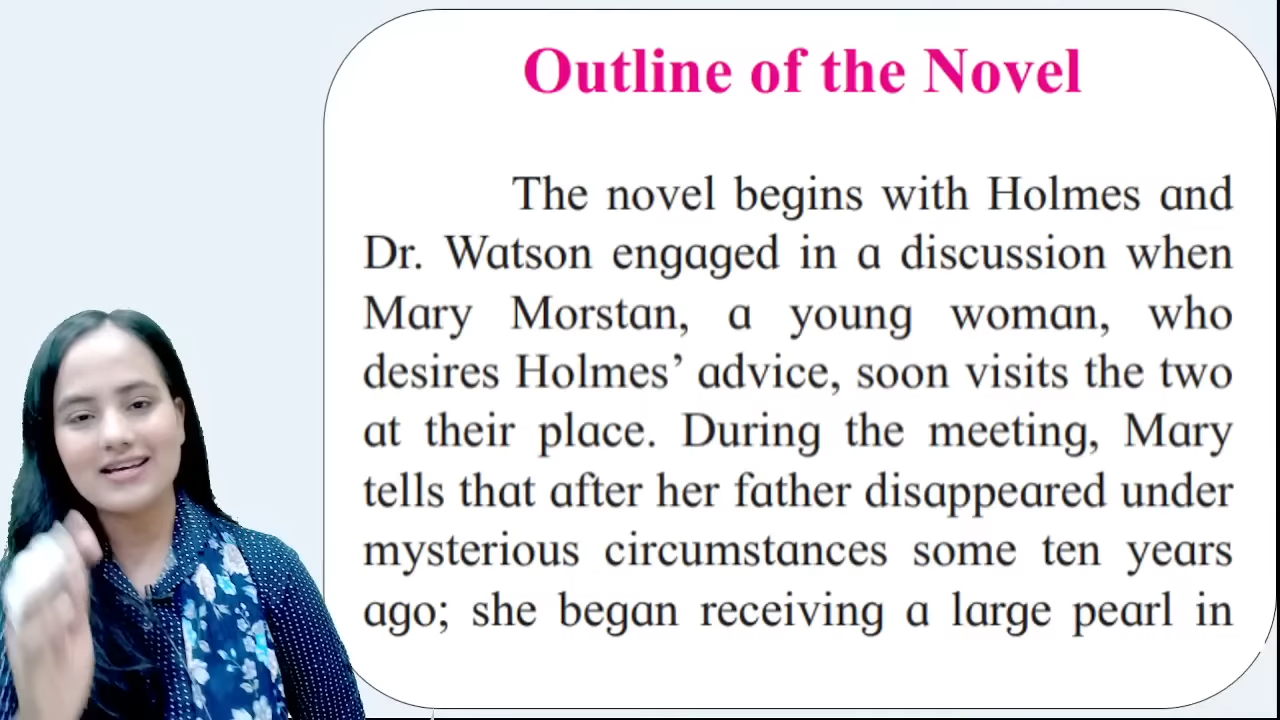 Outline of the Novel
The novel begins with Holmes and
Dr. Watson engaged in a discussion when
Mary Morstan, a young woman, who
desires Holmes’ advice, soon visits the two
at their place. During the meeting, Mary
tells that after her father disappeared under
mysterious circumstances some ten years
ago; she began receiving a large pearl in